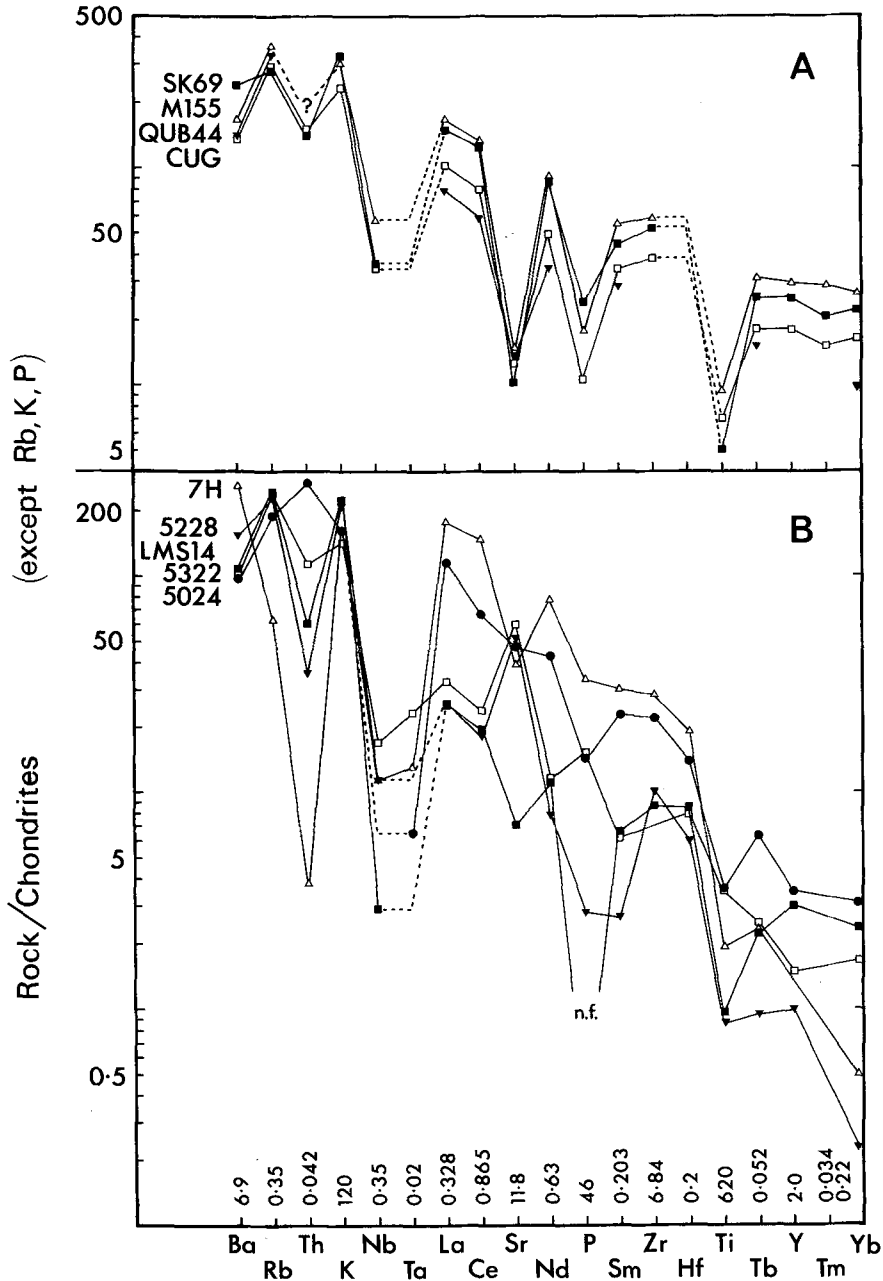 500
A
SK69
M155
QUB44
CUG
?
50
5
Rock/Chondrites (except Rb, K, P)
B
7H
5228
LMS14
5322
5024
200
50
5
0·5
n.f.
6·9 0·35 0·042 120 0·35 0·02 0·328 0·865 11·8 0·63 46 0·203 6·84 0·2 620 0·052 2·0 0·034 0·22
Ba Th Nb La Sr P Zr Ti Y Yb
Rb K Ta Ce Nd Sm Hf Tb Tm